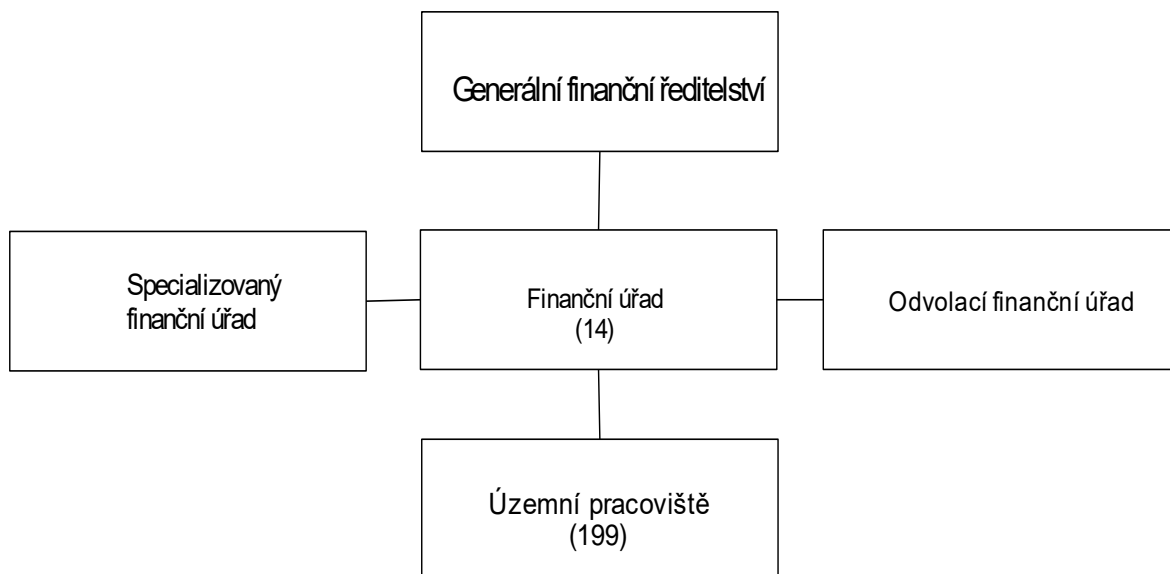 Generální finanční ředitelství
Specializovaný
finanční úřad
Finanční úřad
(14)
Odvolací finanční úřad
Územní pracoviště
(199)